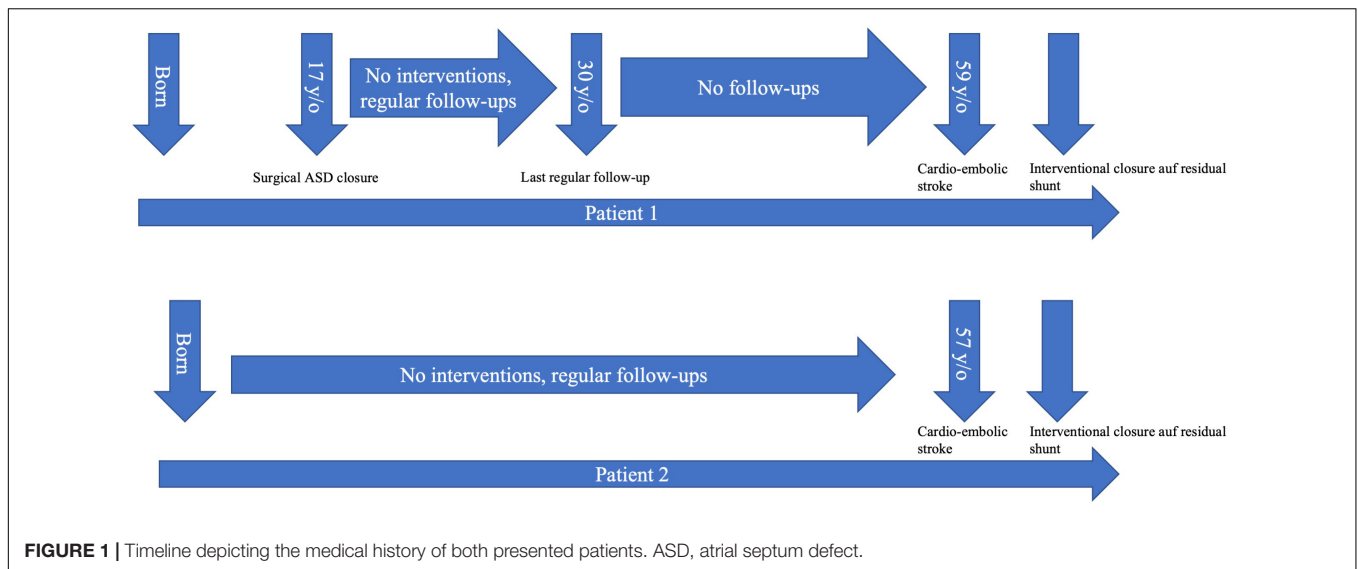 Born
17 y/o
No interventions,
regular follow-ups
30 y/o
No follow-ups
59 y/o
Surgical ASD closure
Last regular follow-up
Cardio-embolic
stroke
Interventional closure auf residual
shunt
Patient 1
Born
No interventions, regular follow-ups
57 y/o
Cardio-embolic
stroke
Interventional closure auf residual
shunt
Patient 2
FIGURE 1 | Timeline depicting the medical history of both presented patients. ASD, atrial septum defect.